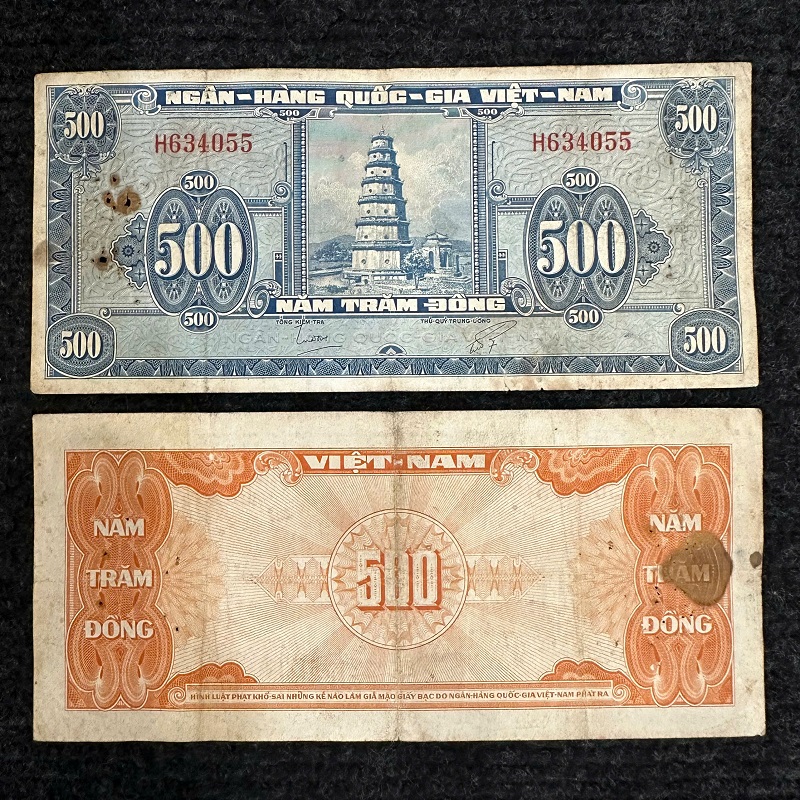 NGÂN-HÀNG QUỐC-GIA VIỆT-NAM
500 500 500 500
H634055 H634055
500 500
500 500
NĂM TRĂM ĐỒNG
500 500
TỔNG KIỂM-TRA THỦ-QUỸ TRUNG-ƯƠNG
500 500
VIỆT-NAM
NĂM NĂM
TRĂM TRĂM
500
ĐỒNG ĐỒNG
HÌNH LUẬT PHẠT KHỔ-SAI NHỮNG KẺ NÀO LÀM GIẢ MẠO GIẤY BẠC DO NGÂN-HÀNG QUỐC-GIA VIỆT-NAM PHÁT RA